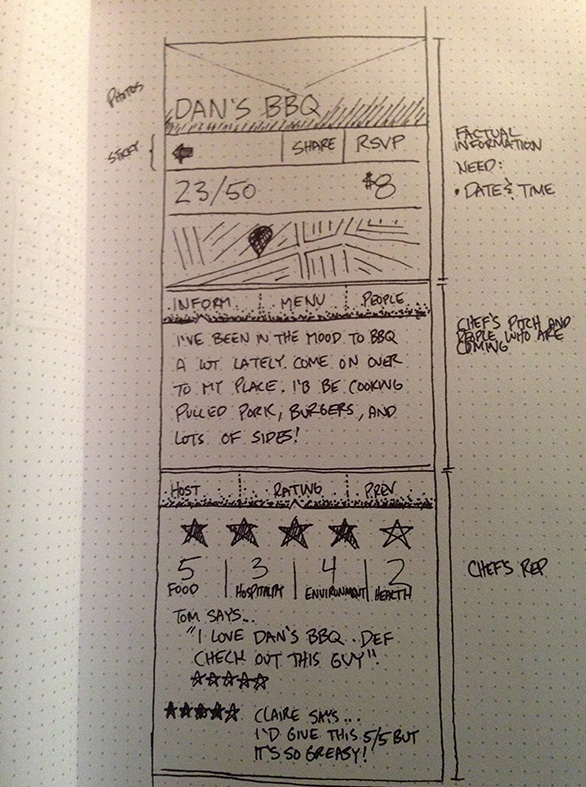 PHOTOS
DAN'S BBQ
STICKY
SHARE
RSVP
23/50
$8
FACTUAL
INFORMATION
NEED:
• DATE & TIME
INFORM
MENU
PEOPLE
I'VE BEEN IN THE MOOD TO BBQ
A LOT LATELY. COME ON OVER
TO MY PLACE. I'B BE COOKING
PULLED PORK, BURGERS, AND
LOTS OF SIDES!
CHEF'S PITCH AND
PEOPLE WHO ARE
COMING
HOST
RATING
PREV
5
FOOD
3
HOSPITALITY
4
ENVIRONMENT
2
HEALTH
CHEF'S REP
TOM SAYS...
"I LOVE DAN'S BBQ.. DEF
CHECK OUT THIS GUY".
CLAIRE SAYS...
I'D GIVE THIS 5/5 BUT
IT'S SO GREASY!